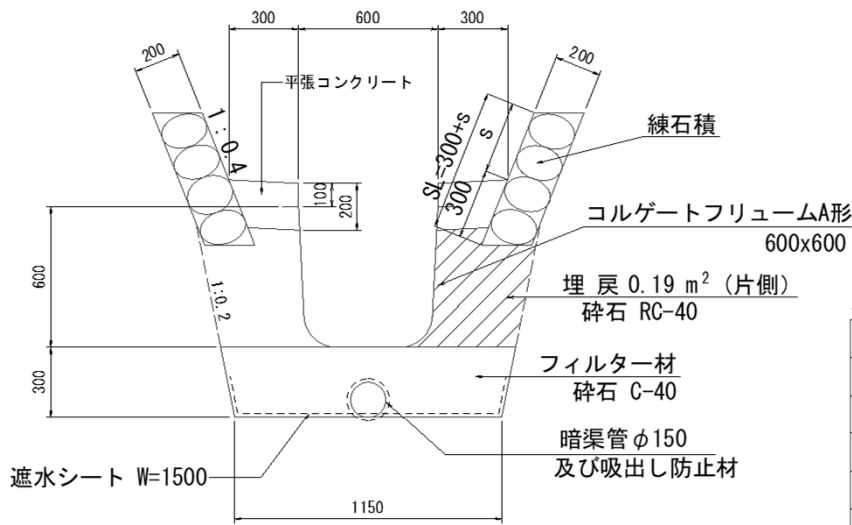 300
600
300
200
200
平張コンクリート
1:0.4
SL=300+s
s
300
練石積
100
200
コルゲートフリュームA形
600x600
600
1:0.2
埋 戻 0.19 m² (片側)
砕石 RC-40
300
フィルター材
砕石 C-40
暗渠管φ150
及び吸出し防止材
遮水シート W=1500
1150